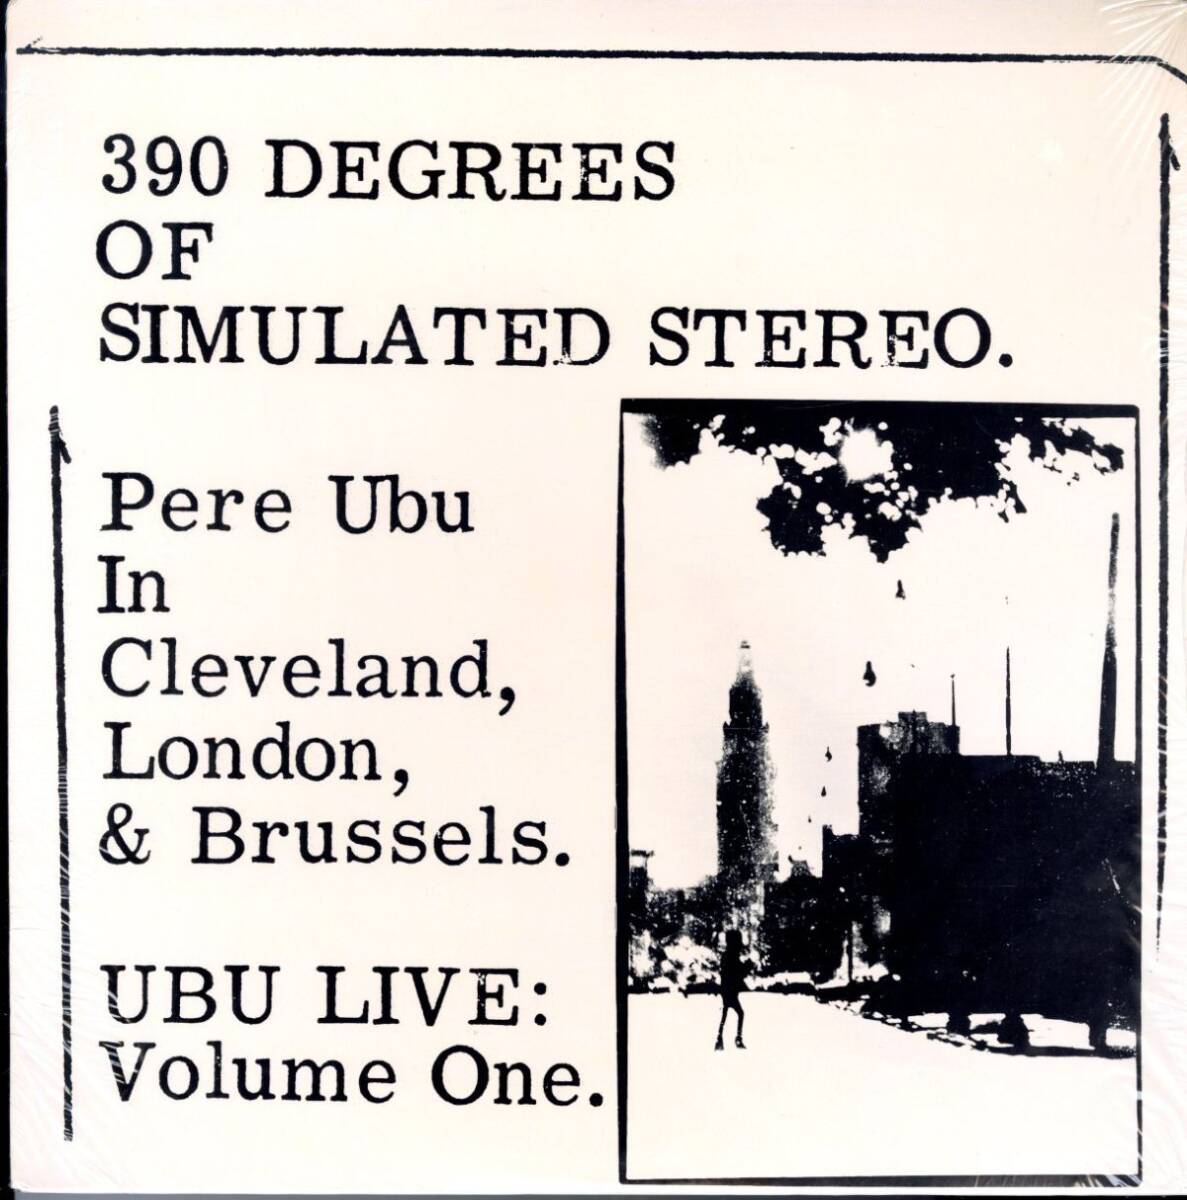 390 DEGREES
OF
SIMULATED STEREO.
Pere Ubu
In
Cleveland,
London,
& Brussels.
UBU LIVE:
Volume One.